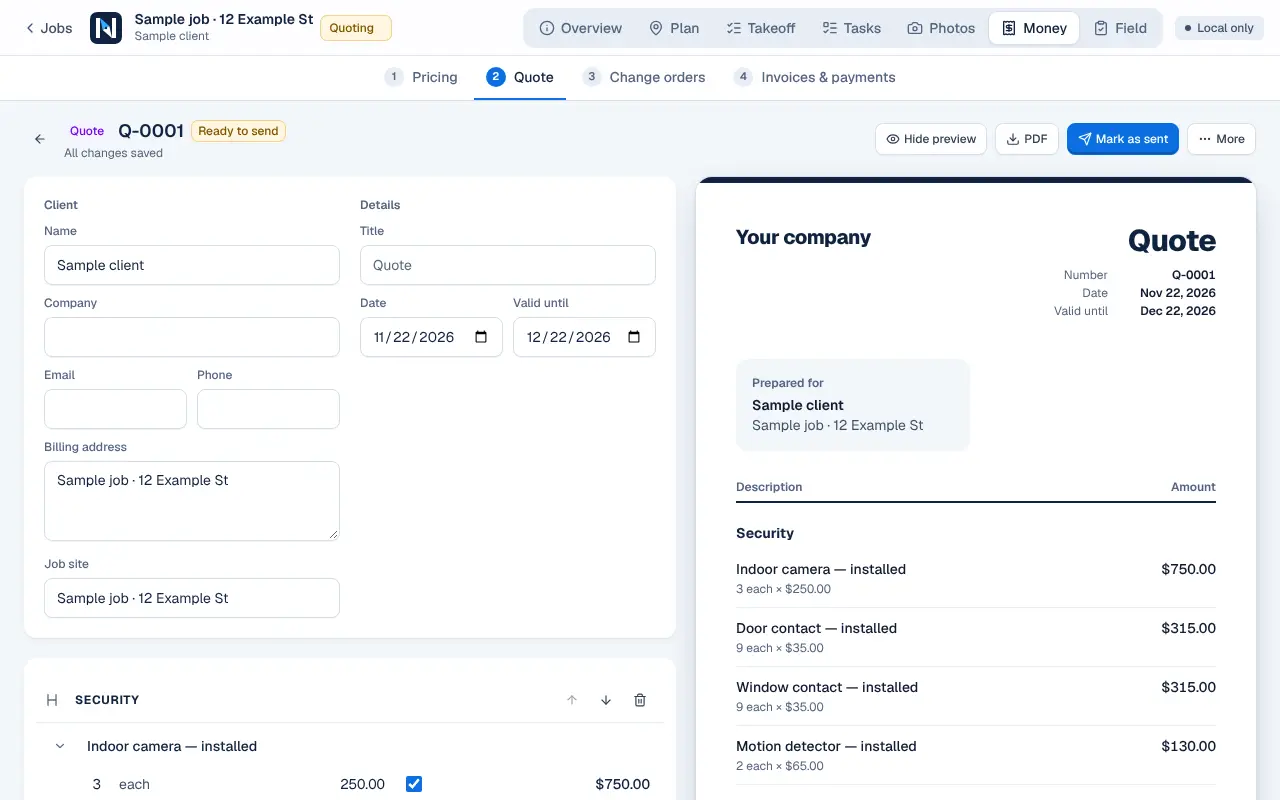 Jobs
Sample job · 12 Example St
Sample client
Quoting
Overview
Plan
Takeoff
Tasks
Photos
Money
Field
Local only
1 Pricing
2 Quote
3 Change orders
4 Invoices & payments
Quote Q-0001 Ready to send
All changes saved
Hide preview
PDF
Mark as sent
More
Client
Name
Sample client
Company
Email
Phone
Billing address
Sample job · 12 Example St
Job site
Sample job · 12 Example St
Details
Title
Quote
Date
Valid until
11/22/2026
12/22/2026
SECURITY
Indoor camera — installed
3 each 250.00 $750.00
Your company
Quote
Number Q-0001
Date Nov 22, 2026
Valid until Dec 22, 2026
Prepared for
Sample client
Sample job · 12 Example St
Description Amount
Security
Indoor camera — installed $750.00
3 each × $250.00
Door contact — installed $315.00
9 each × $35.00
Window contact — installed $315.00
9 each × $35.00
Motion detector — installed $130.00
2 each × $65.00